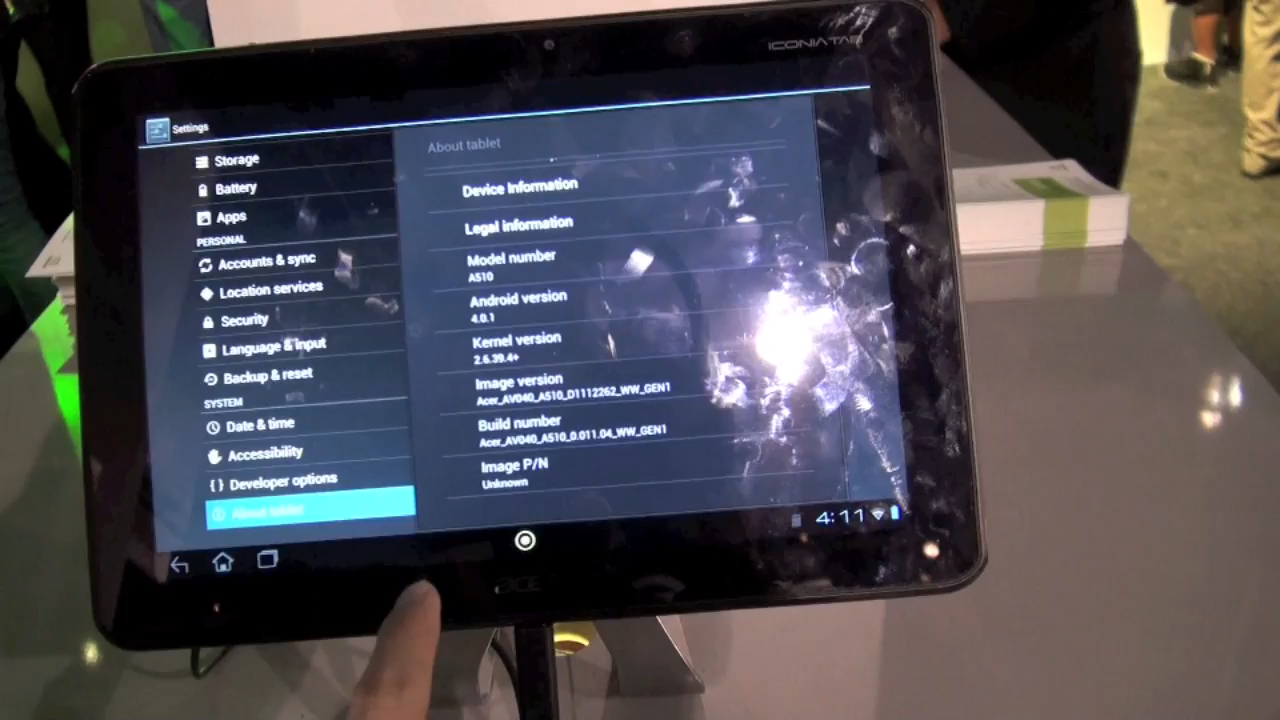 ICONIA TAB
Settings
Storage
Battery
Apps
PERSONAL
Accounts & sync
Location services
Security
Language & input
Backup & reset
SYSTEM
Date & time
Accessibility
{ } Developer options
About tablet
About tablet
Device information
Legal information
Model number
A510
Android version
4.0.1
Kernel version
2.6.39.4+
Image version
Acer_AV040_A510_D1112262_WW_GEN1
Build number
Acer_AV040_A510_0.011.04_WW_GEN1
Image P/N
Unknown
4:11
acer